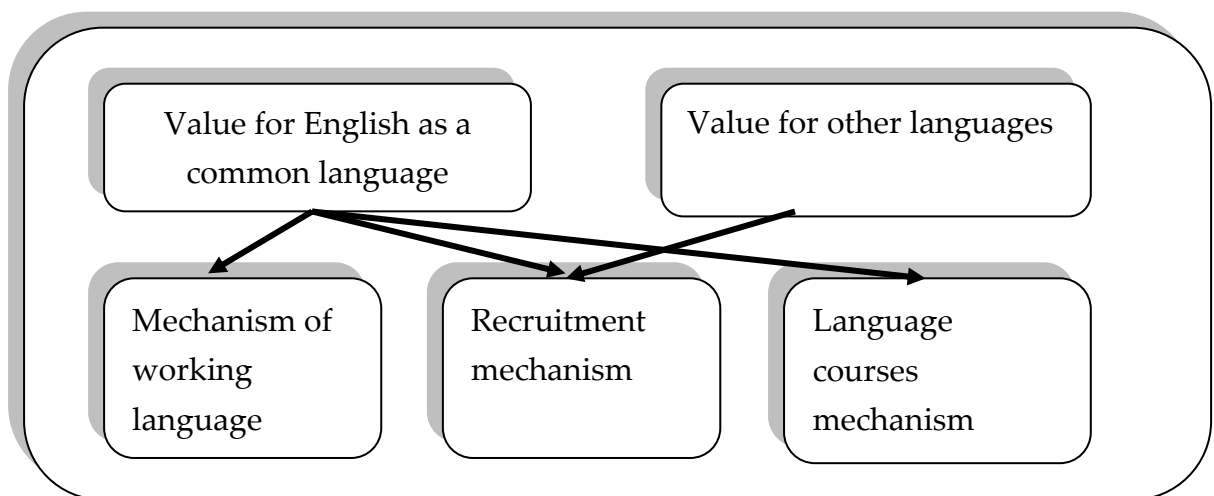 Value for English as a
common language
Value for other languages
Mechanism of
working
language
Recruitment
mechanism
Language
courses
mechanism